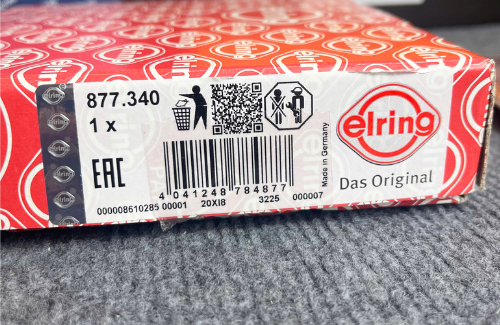 877.340
1 x
EAC
4 041248 784877
000008610285 00001 20XI8 3225 000007
Made in Germany
elring
Das Original